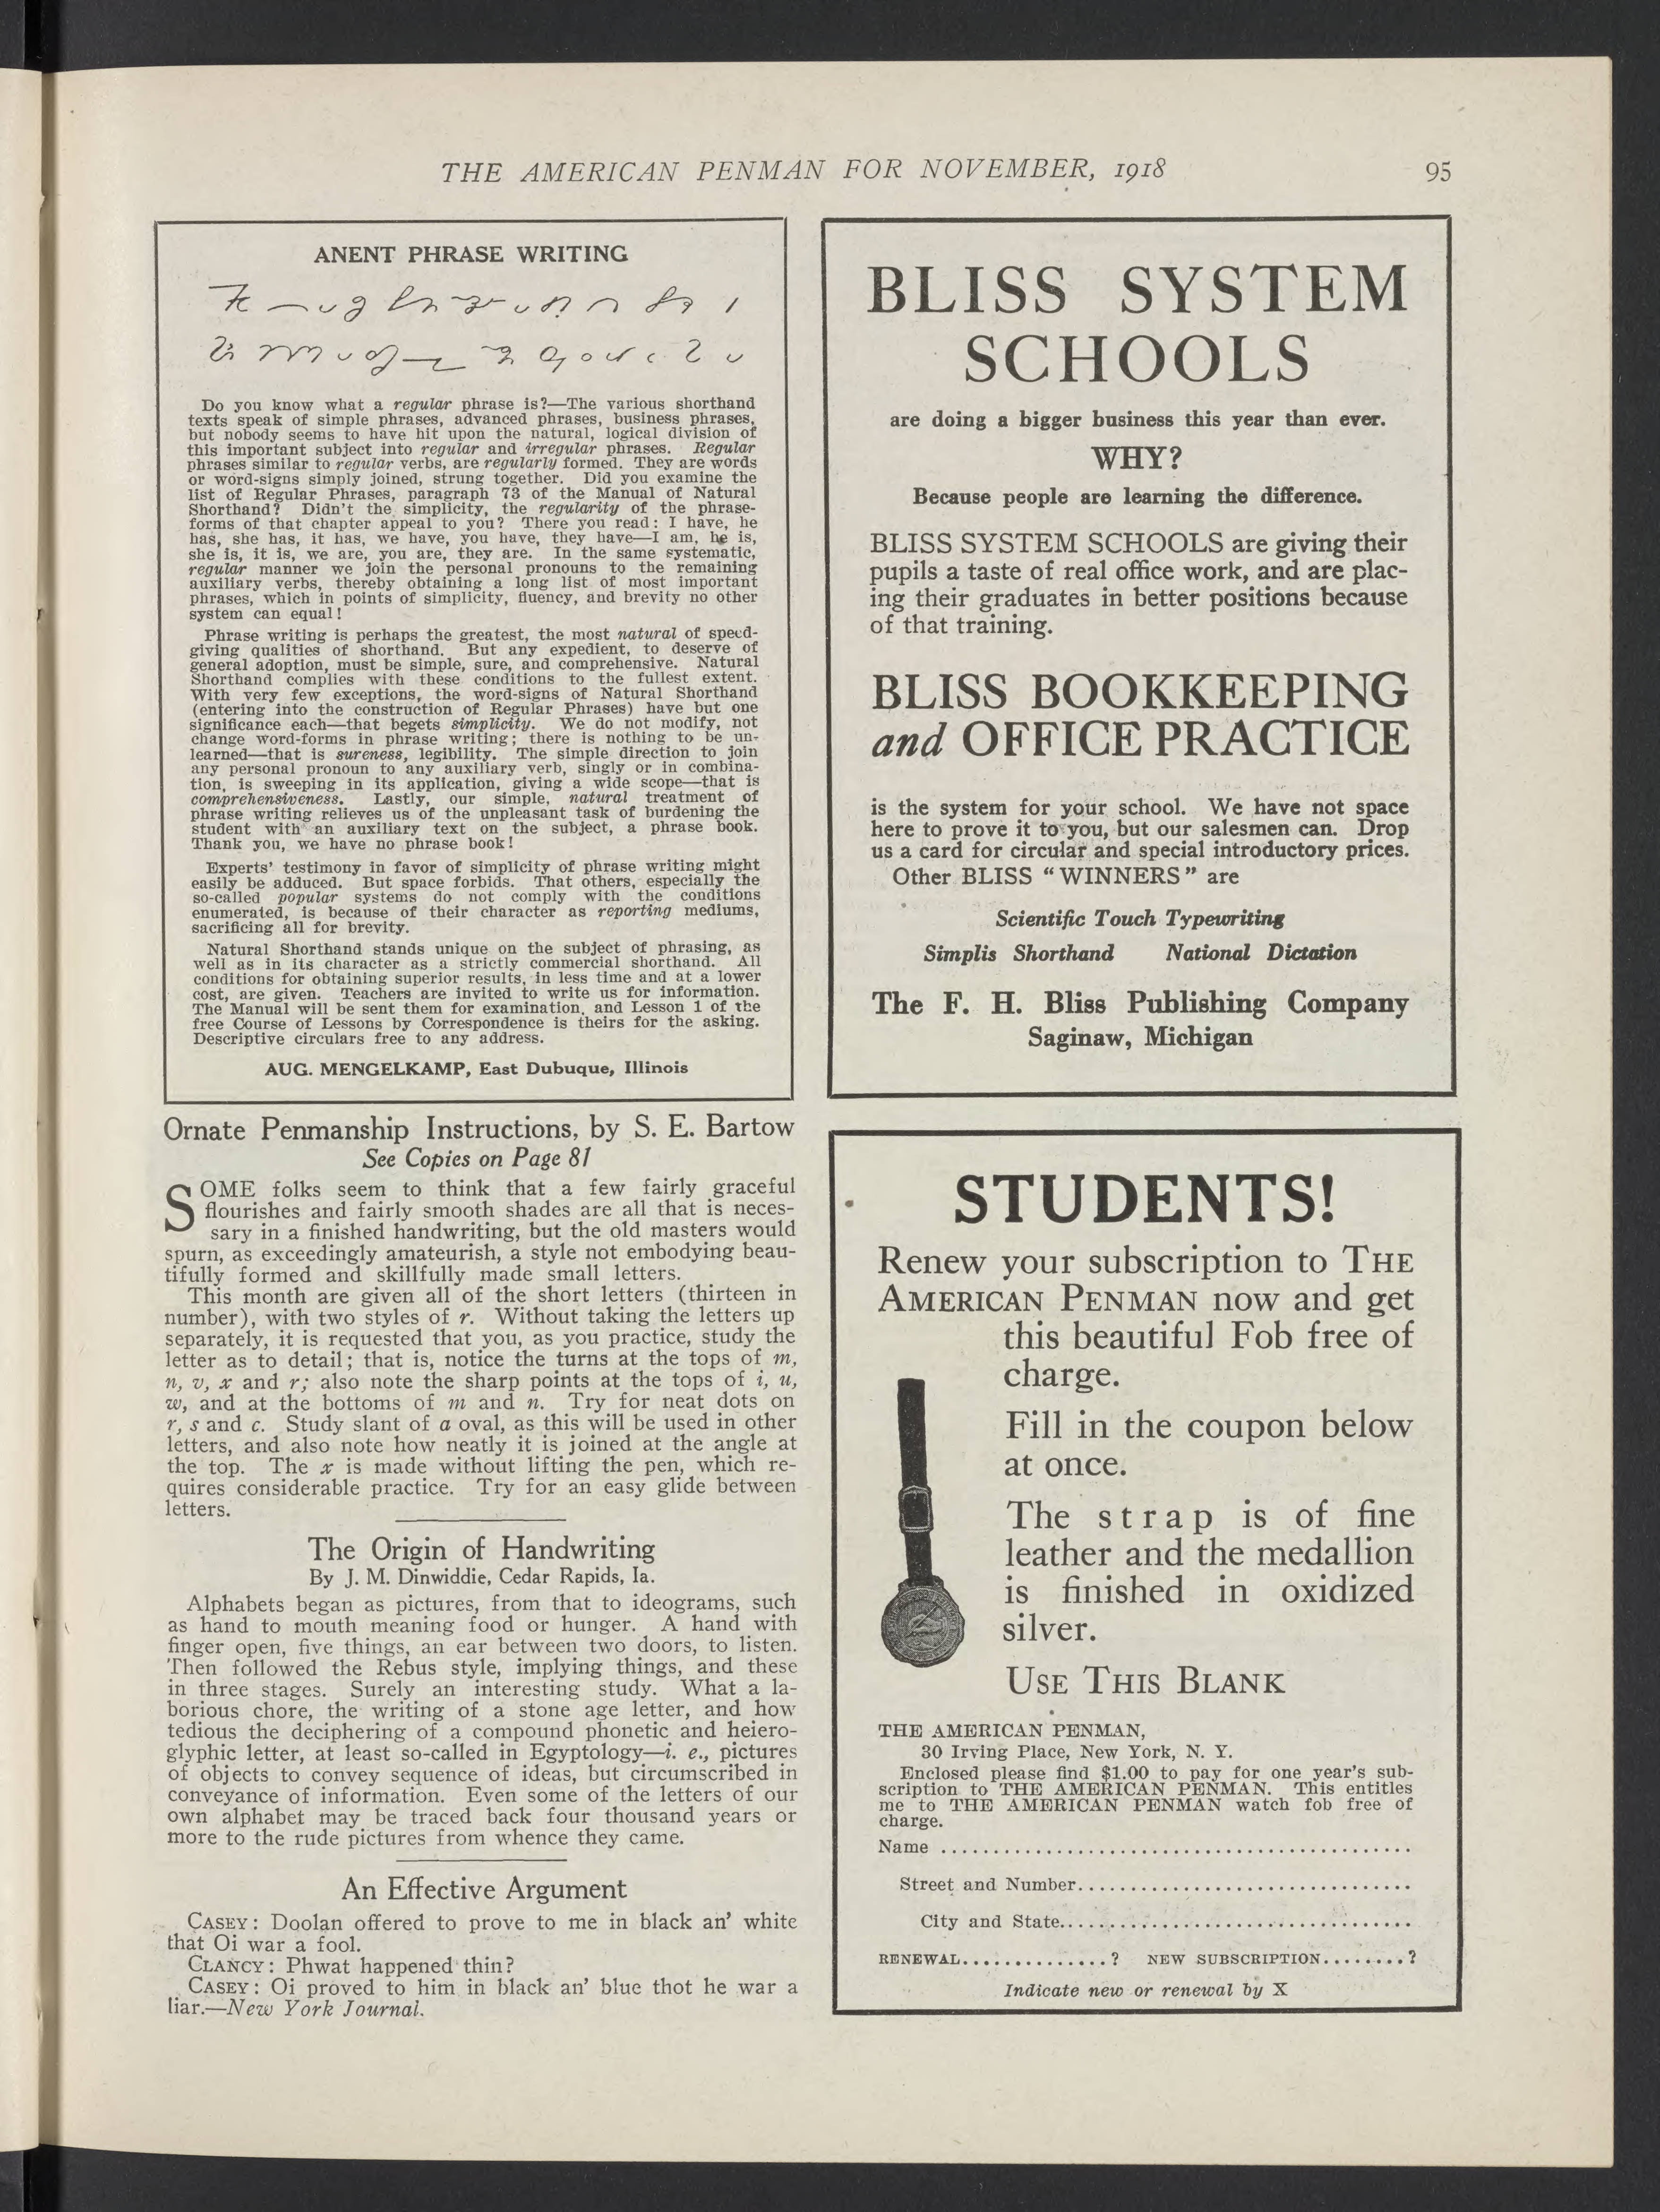 THE AMERICAN PENMAN FOR NOVEMBER, 1918 95
ANENT PHRASE WRITING
Do you know what a regular phrase is?—The various shorthand
texts speak of simple phrases, advanced phrases, business phrases,
but nobody seems to have hit upon the natural, logical division of
this important subject into regular and irregular phrases. Regular
phrases similar to regular verbs, are regularly formed. They are words
or word-signs simply joined, strung together. Did you examine the
list of Regular Phrases, paragraph 73 of the Manual of Natural
Shorthand? Didn't the simplicity, the regularity of the phrase-
forms of that chapter appeal to you? There you read: I have, he
has, she has, it has, we have, you have, they have—I am, he is,
she is, it is, we are, you are, they are. In the same systematic,
regular manner we join the personal pronouns to the remaining
auxiliary verbs, thereby obtaining a long list of most important
phrases, which in points of simplicity, fluency, and brevity no other
system can equal!
Phrase writing is perhaps the greatest, the most natural of speed-
giving qualities of shorthand. But any expedient, to deserve of
general adoption, must be simple, sure, and comprehensive. Natural
Shorthand complies with these conditions to the fullest extent.
With very few exceptions, the word-signs of Natural Shorthand
(entering into the construction of Regular Phrases) have but one
significance each—that begets simplicity. We do not modify, not
change word-forms in phrase writing; there is nothing to be un-
learned—that is sureness, legibility. The simple direction to join
any personal pronoun to any auxiliary verb, singly or in combina-
tion, is sweeping in its application, giving a wide scope—that is
comprehensiveness. Lastly, our simple, natural treatment of
phrase writing relieves us of the unpleasant task of burdening the
student with an auxiliary text on the subject, a phrase book.
Thank you, we have no phrase book!
Experts' testimony in favor of simplicity of phrase writing might
easily be adduced. But space forbids. That others, especially the
so-called popular systems do not comply with the conditions
enumerated, is because of their character as reporting mediums,
sacrificing all for brevity.
Natural Shorthand stands unique on the subject of phrasing, as
well as in its character as a strictly commercial shorthand. All
conditions for obtaining superior results, in less time and at a lower
cost, are given. Teachers are invited to write us for information.
The Manual will be sent them for examination, and Lesson 1 of the
free Course of Lessons by Correspondence is theirs for the asking.
Descriptive circulars free to any address.
AUG. MENGELKAMP, East Dubuque, Illinois
Ornate Penmanship Instructions, by S. E. Bartow
See Copies on Page 81
SOME folks seem to think that a few fairly graceful
flourishes and fairly smooth shades are all that is neces-
sary in a finished handwriting, but the old masters would
spurn, as exceedingly amateurish, a style not embodying beau-
tifully formed and skillfully made small letters.
This month are given all of the short letters (thirteen in
number), with two styles of r. Without taking the letters up
separately, it is requested that you, as you practice, study the
letter as to detail; that is, notice the turns at the tops of m,
n, v, x and r; also note the sharp points at the tops of i, u,
w, and at the bottoms of m and n. Try for neat dots on
r, s and c. Study slant of a oval, as this will be used in other
letters, and also note how neatly it is joined at the angle at
the top. The x is made without lifting the pen, which re-
quires considerable practice. Try for an easy glide between
letters.
The Origin of Handwriting
By J. M. Dinwiddie, Cedar Rapids, Ia.
Alphabets began as pictures, from that to ideograms, such
as hand to mouth meaning food or hunger. A hand with
finger open, five things, an ear between two doors, to listen.
Then followed the Rebus style, implying things, and these
in three stages. Surely an interesting study. What a la-
borious chore, the writing of a stone age letter, and how
tedious the deciphering of a compound phonetic and heiero-
glyphic letter, at least so-called in Egyptology—i. e., pictures
of objects to convey sequence of ideas, but circumscribed in
conveyance of information. Even some of the letters of our
own alphabet may be traced back four thousand years or
more to the rude pictures from whence they came.
An Effective Argument
CASEY: Doolan offered to prove to me in black an' white
that Oi war a fool.
CLANCY: Phwat happened thin?
CASEY: Oi proved to him in black an' blue thot he war a
liar.—New York Journal.
BLISS SYSTEM
SCHOOLS
are doing a bigger business this year than ever.
WHY?
Because people are learning the difference.
BLISS SYSTEM SCHOOLS are giving their
pupils a taste of real office work, and are plac-
ing their graduates in better positions because
of that training.
BLISS BOOKKEEPING
and OFFICE PRACTICE
is the system for your school. We have not space
here to prove it to you, but our salesmen can. Drop
us a card for circular and special introductory prices.
Other BLISS "WINNERS" are
Scientific Touch Typewriting
Simplis Shorthand National Dictation
The F. H. Bliss Publishing Company
Saginaw, Michigan
STUDENTS!
Renew your subscription to THE
AMERICAN PENMAN now and get
this beautiful Fob free of
charge.
Fill in the coupon below
at once.
The strap is of fine
leather and the medallion
is finished in oxidized
silver.
USE THIS BLANK
THE AMERICAN PENMAN,
30 Irving Place, New York, N. Y.
Enclosed please find $1.00 to pay for one year's sub-
scription to THE AMERICAN PENMAN. This entitles
me to THE AMERICAN PENMAN watch fob free of
charge.
Name ............................................
Street and Number................................
City and State..................................
RENEWAL..............? NEW SUBSCRIPTION........?
Indicate new or renewal by X